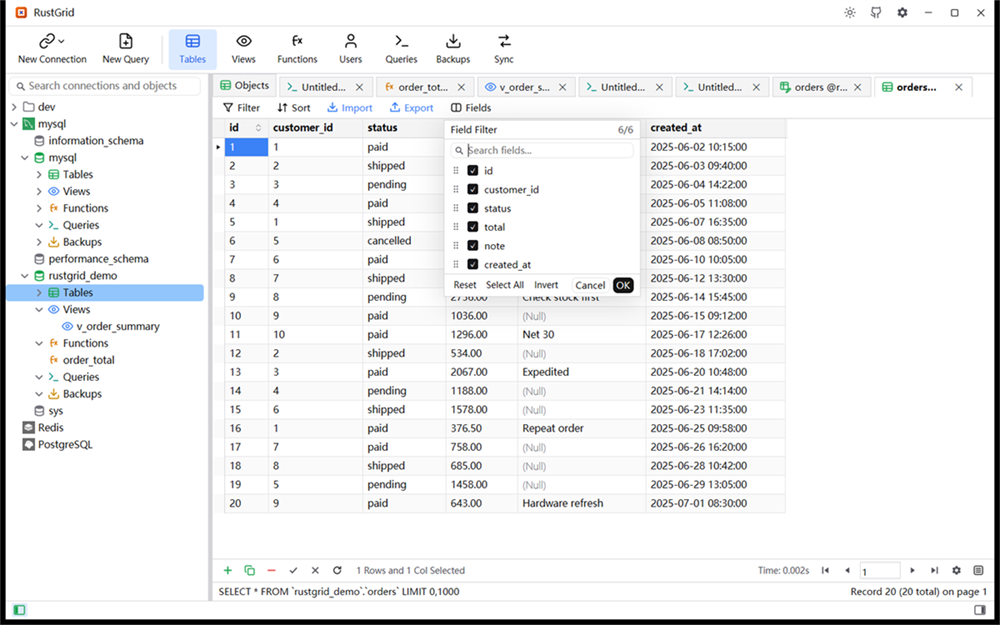 RustGrid
New Connection New Query Tables Views Functions Users Queries Backups Sync
Search connections and objects
Objects Untitled... order_tot... v_order_s... Untitled... Untitled... orders @r... orders...
Filter Sort Import Export Fields
dev
mysql
information_schema
mysql
Tables
Views
Functions
Queries
Backups
performance_schema
rustgrid_demo
Tables
Views
v_order_summary
Functions
order_total
Queries
Backups
sys
Redis
PostgreSQL
id customer_id status created_at
1 1 paid 2025-06-02 10:15:00
2 2 shipped 2025-06-03 09:40:00
3 3 pending 2025-06-04 14:22:00
4 4 paid 2025-06-05 11:08:00
5 1 shipped 2025-06-07 16:35:00
6 5 cancelled 2025-06-08 08:50:00
7 6 paid 2025-06-10 10:05:00
8 7 shipped 2025-06-12 13:30:00
9 8 pending 2736.00 Check stock first 2025-06-14 15:45:00
10 9 paid 1036.00 (Null) 2025-06-15 09:12:00
11 10 paid 1296.00 Net 30 2025-06-17 12:26:00
12 2 shipped 534.00 (Null) 2025-06-18 17:02:00
13 3 paid 2067.00 Expedited 2025-06-20 10:48:00
14 4 pending 1188.00 (Null) 2025-06-21 14:14:00
15 6 shipped 1578.00 (Null) 2025-06-23 11:35:00
16 1 paid 376.50 Repeat order 2025-06-25 09:58:00
17 7 paid 758.00 (Null) 2025-06-26 16:20:00
18 8 shipped 685.00 (Null) 2025-06-28 10:42:00
19 5 pending 1458.00 (Null) 2025-06-29 13:05:00
20 9 paid 643.00 Hardware refresh 2025-07-01 08:30:00
Field Filter 6/6
Search fields...
id
customer_id
status
total
note
created_at
Reset Select All Invert Cancel OK
1 Rows and 1 Col Selected Time: 0.002s 1
SELECT * FROM `rustgrid_demo`.`orders` LIMIT 0,1000 Record 20 (20 total) on page 1